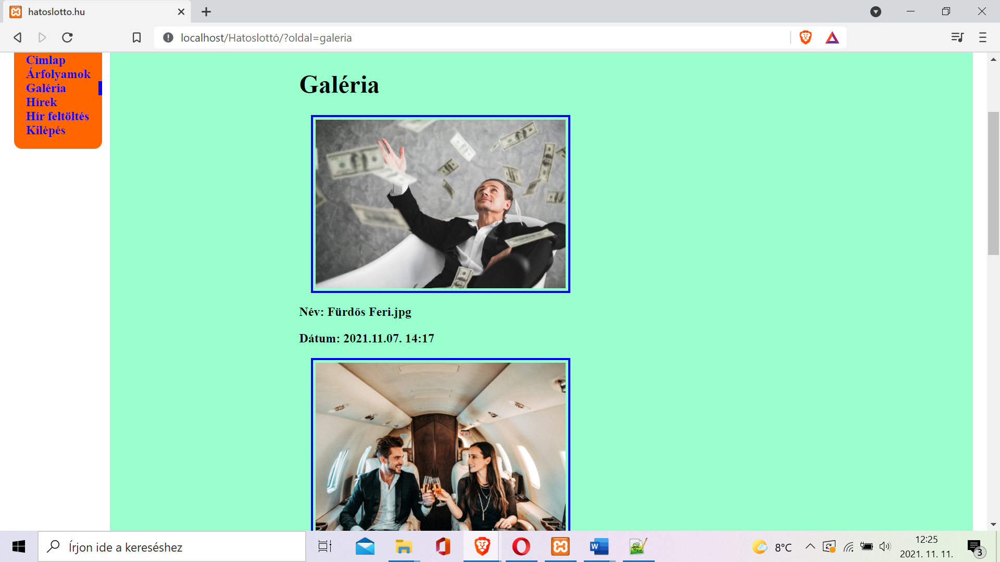 hatoslotto.hu
localhost/Hatoslottó/?oldal=galeria
Címlap
Árfolyamok
Galéria
Hírek
Hír feltöltés
Kilépés
Galéria
Név: Fürdős Feri.jpg
Dátum: 2021.11.07. 14:17
EXIT
Írjon ide a kereséshez
W
8°C
12:25
2021. 11. 11.
3